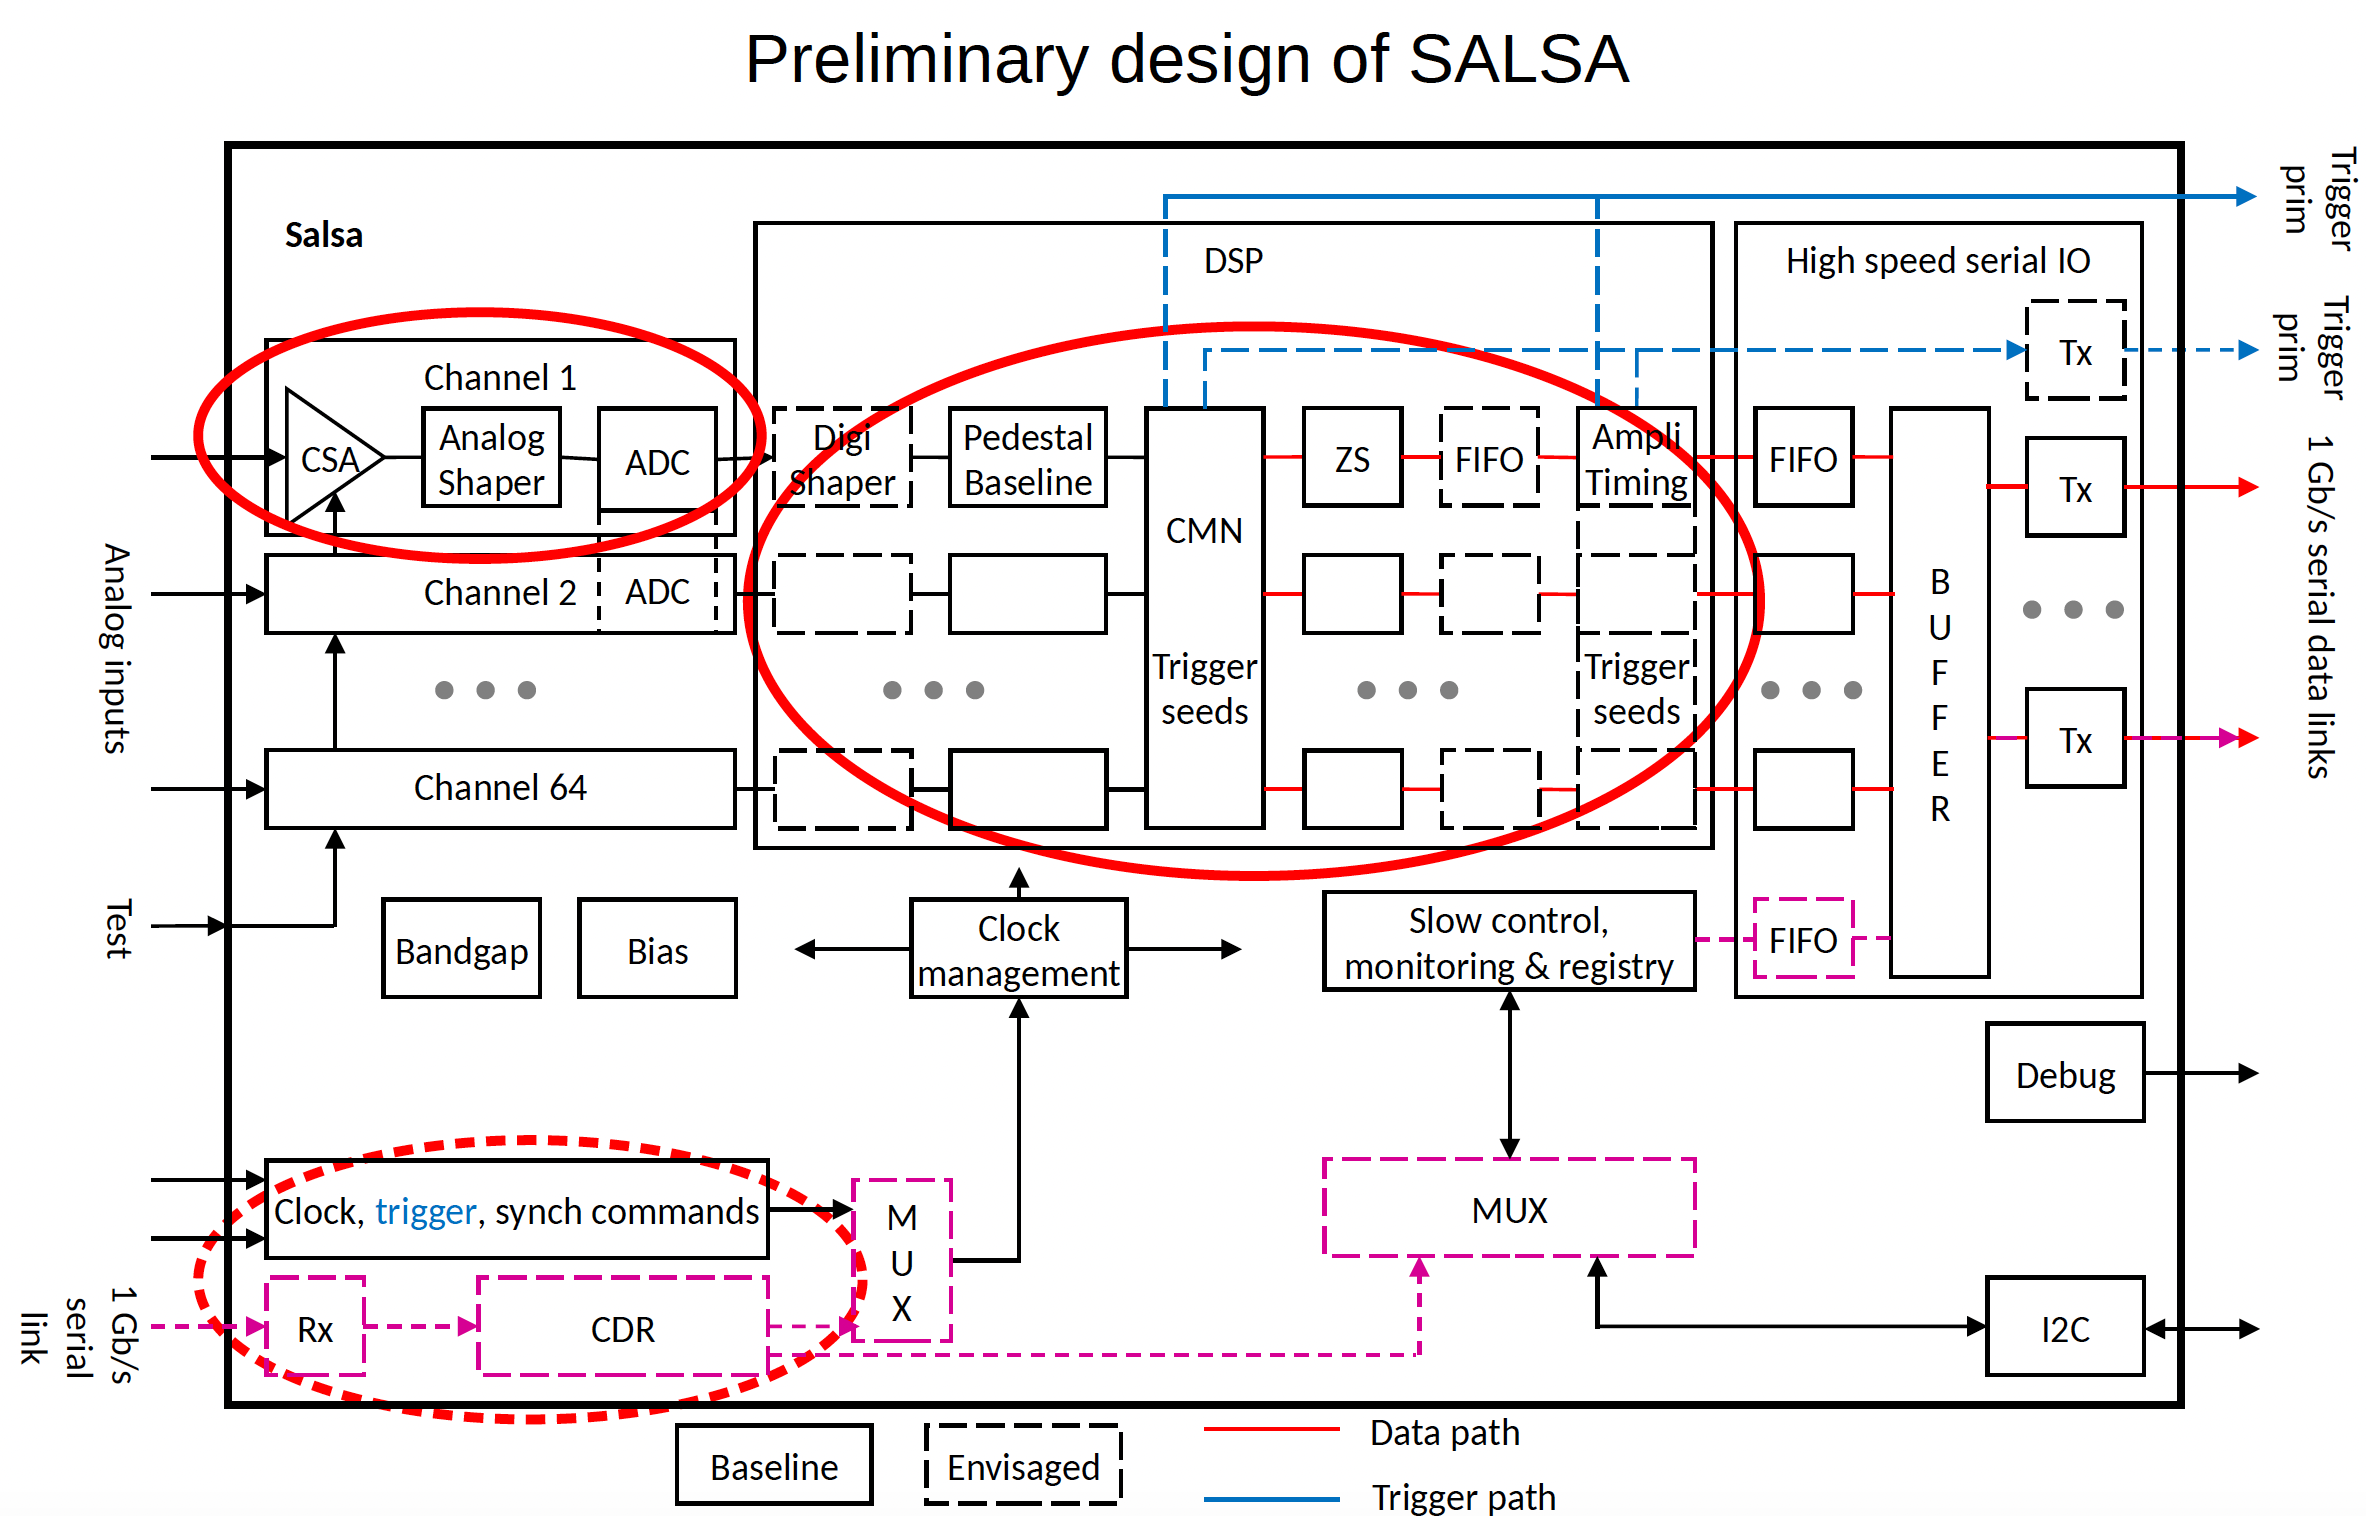 Preliminary design of SALSA
Trigger
prim
Salsa
DSP
High speed serial IO
Trigger
prim
Tx
Channel 1
CSA
Analog
Shaper
ADC
Digi
Shaper
Pedestal
Baseline
CMN
Trigger
seeds
ZS
FIFO
Ampli
Timing
Trigger
seeds
FIFO
B
U
F
F
E
R
Tx
Tx
1 Gb/s serial data links
Analog inputs
Channel 2
ADC
Channel 64
Test
Bandgap
Bias
Clock
management
Slow control,
monitoring & registry
FIFO
Debug
Clock, trigger, synch commands
M
U
X
MUX
1 Gb/s
serial
link
Rx
CDR
I2C
Baseline
Envisaged
Data path
Trigger path